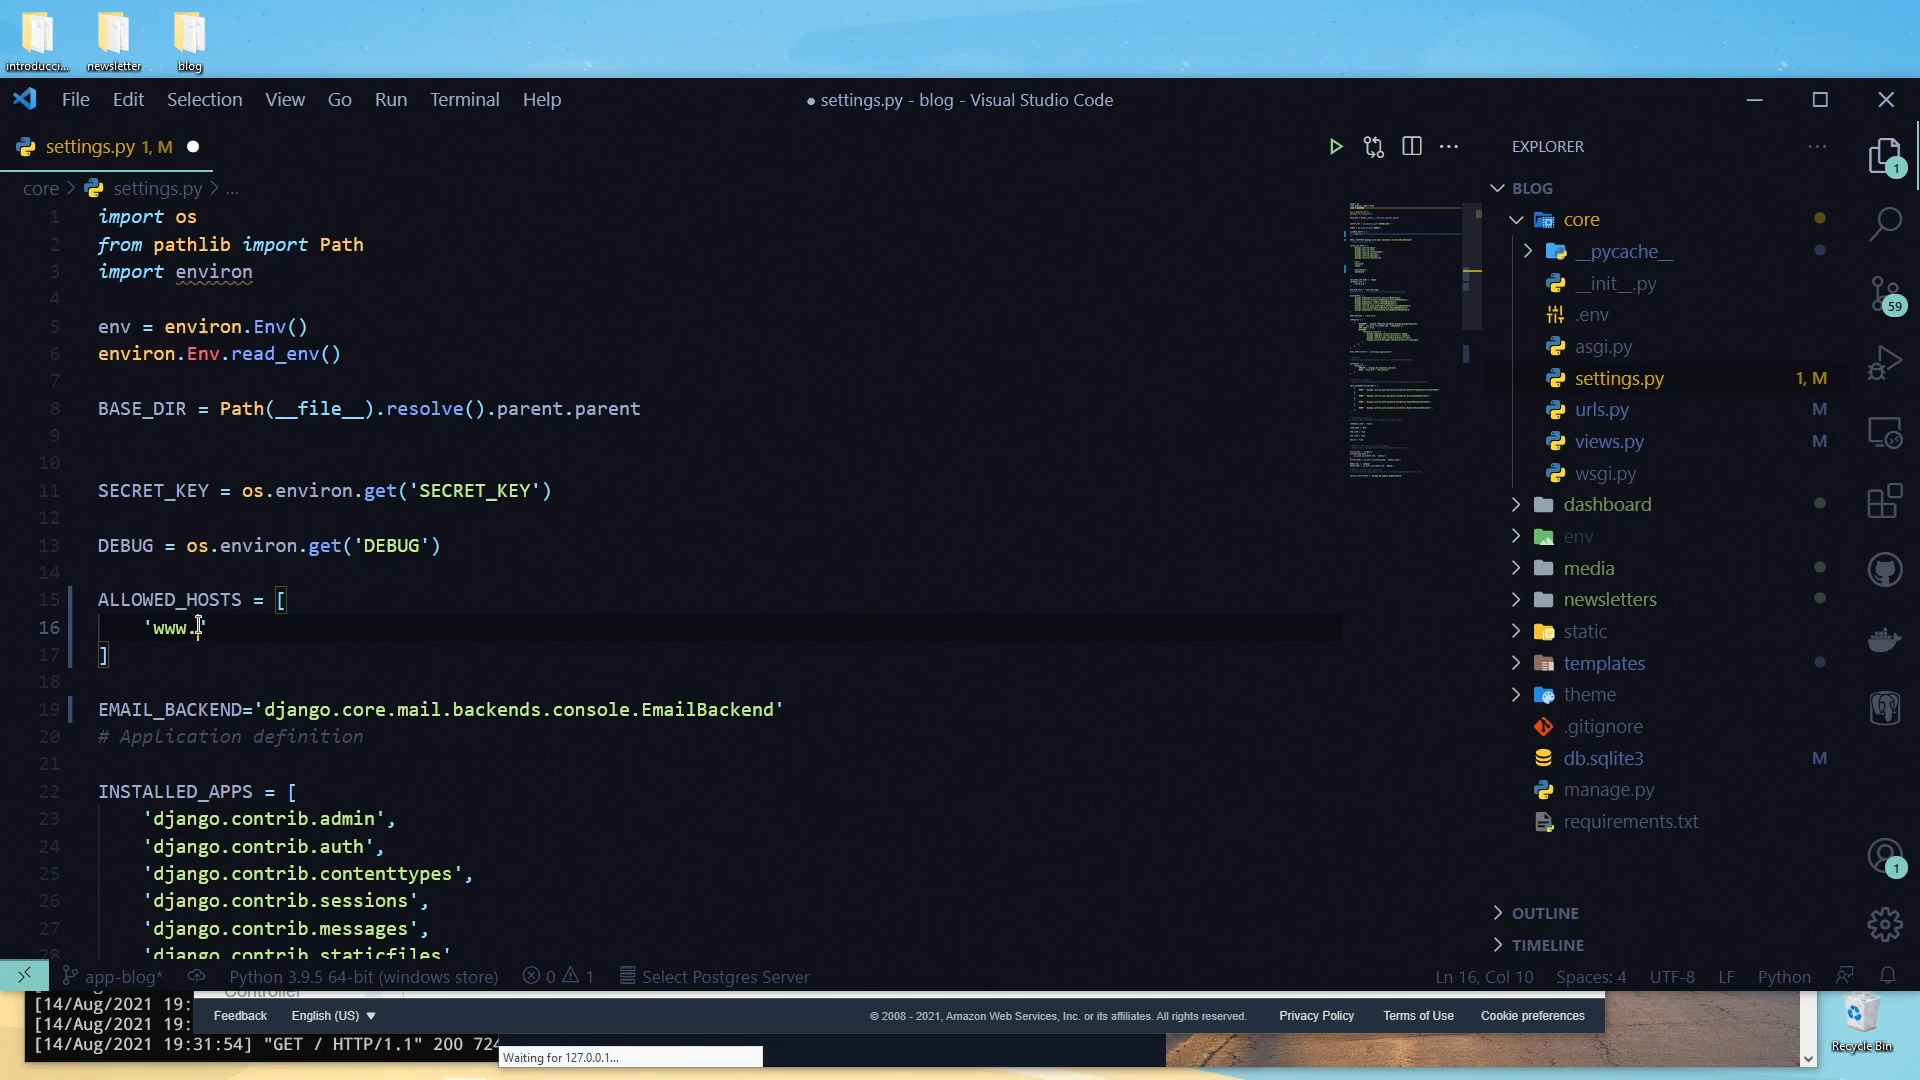 introducci...
newsletter
blog
File Edit Selection View Go Run Terminal Help
● settings.py - blog - Visual Studio Code
settings.py 1, M
core > settings.py > ...
1 import os
2 from pathlib import Path
3 import environ
4
5 env = environ.Env()
6 environ.Env.read_env()
7
8 BASE_DIR = Path(__file__).resolve().parent.parent
9
10
11 SECRET_KEY = os.environ.get('SECRET_KEY')
12
13 DEBUG = os.environ.get('DEBUG')
14
15 ALLOWED_HOSTS = [
16 'www.'
17 ]
18
19 EMAIL_BACKEND='django.core.mail.backends.console.EmailBackend'
20 # Application definition
21
22 INSTALLED_APPS = [
23 'django.contrib.admin',
24 'django.contrib.auth',
25 'django.contrib.contenttypes',
26 'django.contrib.sessions',
27 'django.contrib.messages',
28 'django.contrib.staticfiles'
EXPLORER
BLOG
core
__pycache__
__init__.py
.env
asgi.py
settings.py 1, M
urls.py M
views.py M
wsgi.py
dashboard
env
media
newsletters
static
templates
theme
.gitignore
db.sqlite3 M
manage.py
requirements.txt
OUTLINE
TIMELINE
1
59
1
app-blog* Python 3.9.5 64-bit (windows store) 0 1 Select Postgres Server
Ln 16, Col 10 Spaces: 4 UTF-8 LF Python
Controller
[14/Aug/2021 19:
[14/Aug/2021 19:
[14/Aug/2021 19:31:54] "GET / HTTP/1.1" 200 724
Feedback English (US) © 2008 - 2021, Amazon Web Services, Inc. or its affiliates. All rights reserved. Privacy Policy Terms of Use Cookie preferences
Waiting for 127.0.0.1...
Recycle Bin